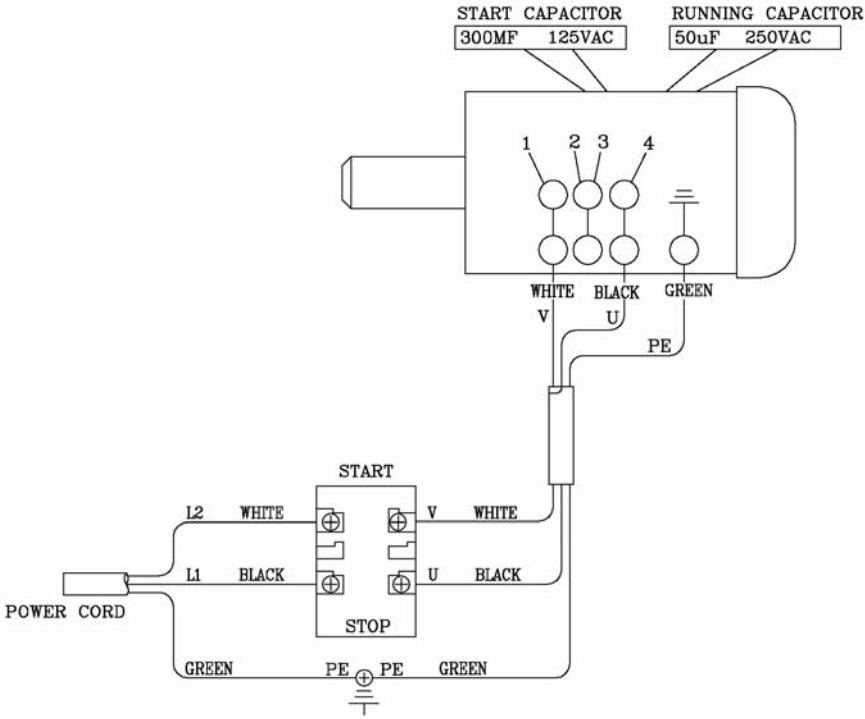 START CAPACITOR RUNNING CAPACITOR
300MF 125VAC 50uF 250VAC
1 2 3 4
WHITE BLACK GREEN
V U
PE
START
L2 WHITE V WHITE
L1 BLACK U BLACK
POWER CORD
STOP
GREEN PE PE GREEN